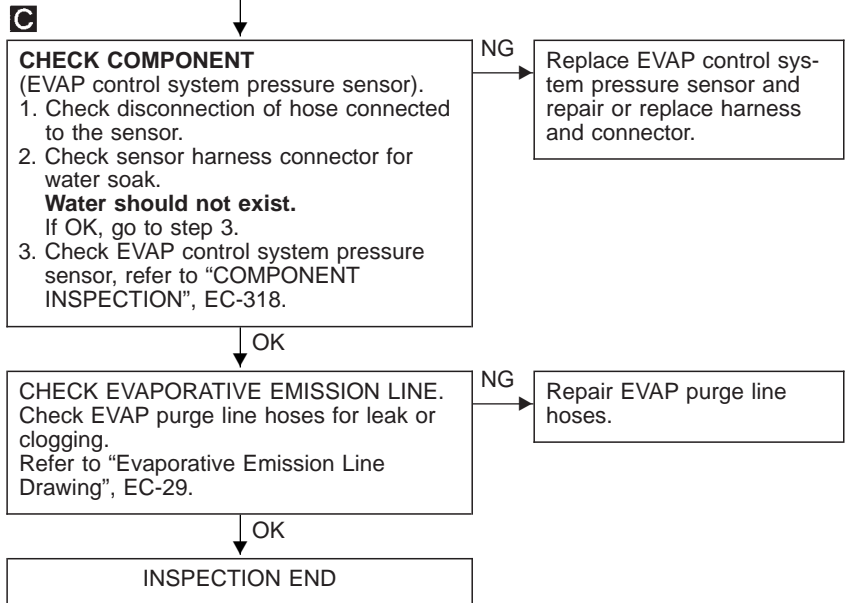 C
CHECK COMPONENT
(EVAP control system pressure sensor).
1. Check disconnection of hose connected
to the sensor.
2. Check sensor harness connector for
water soak.
Water should not exist.
If OK, go to step 3.
3. Check EVAP control system pressure
sensor, refer to “COMPONENT
INSPECTION”, EC-318.
NG
Replace EVAP control sys-
tem pressure sensor and
repair or replace harness
and connector.
OK
CHECK EVAPORATIVE EMISSION LINE.
Check EVAP purge line hoses for leak or
clogging.
Refer to “Evaporative Emission Line
Drawing”, EC-29.
NG
Repair EVAP purge line
hoses.
OK
INSPECTION END